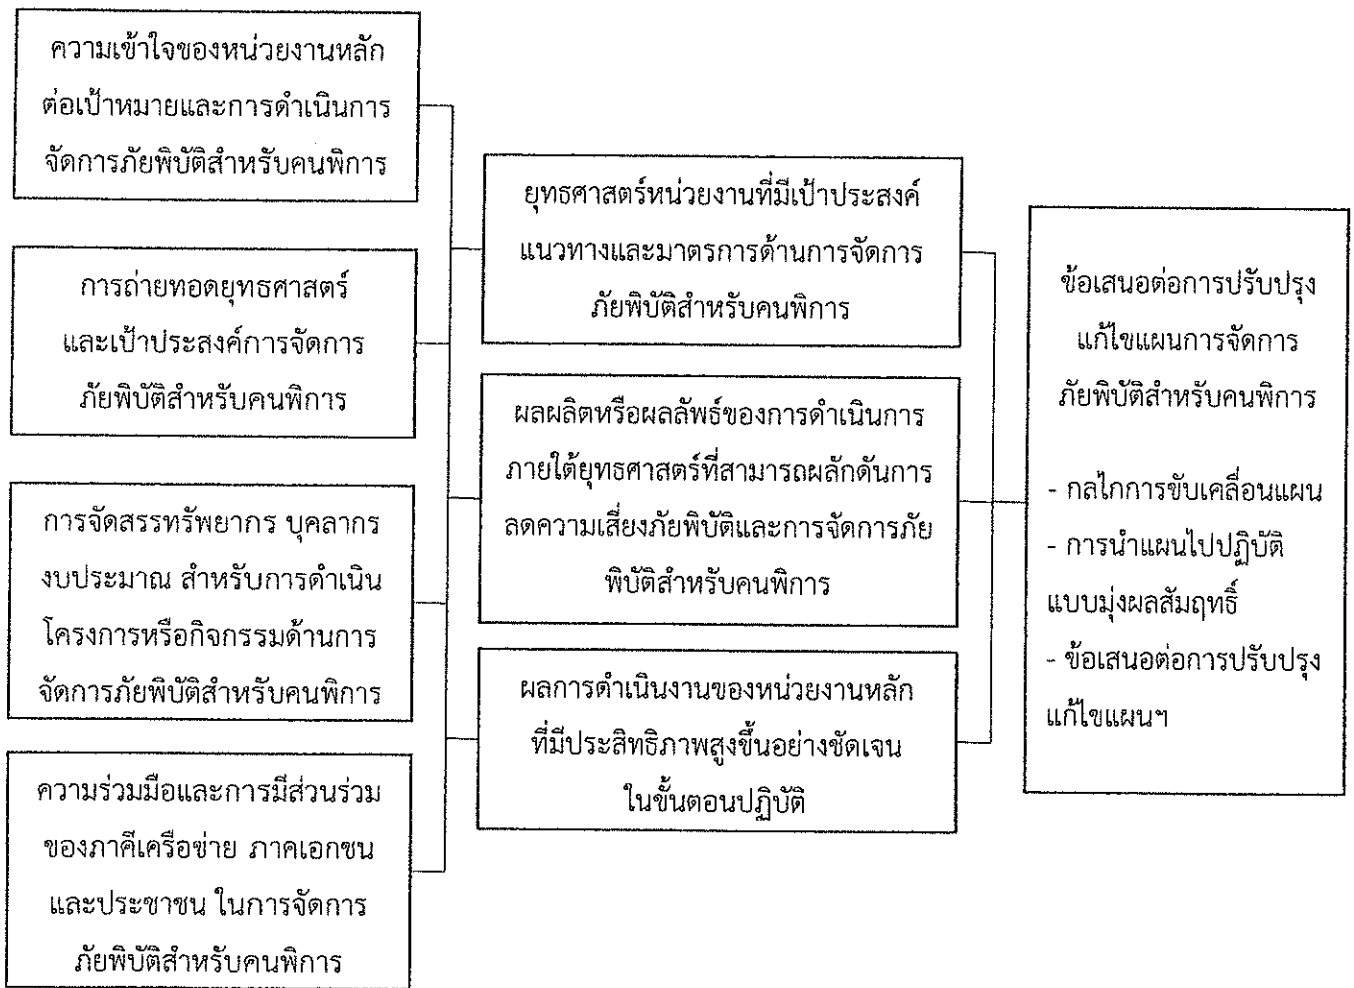 ความเข้าใจของหน่วยงานหลัก
ต่อเป้าหมายและการดำเนินการ
จัดการภัยพิบัติสำหรับคนพิการ
การถ่ายทอดยุทธศาสตร์
และเป้าประสงค์การจัดการ
ภัยพิบัติสำหรับคนพิการ
การจัดสรรทรัพยากร บุคลากร
งบประมาณ สำหรับการดำเนิน
โครงการหรือกิจกรรมด้านการ
จัดการภัยพิบัติสำหรับคนพิการ
ความร่วมมือและการมีส่วนร่วม
ของภาคีเครือข่าย ภาคเอกชน
และประชาชน ในการจัดการ
ภัยพิบัติสำหรับคนพิการ
ยุทธศาสตร์หน่วยงานที่มีเป้าประสงค์
แนวทางและมาตรการด้านการจัดการ
ภัยพิบัติสำหรับคนพิการ
ผลผลิตหรือผลลัพธ์ของการดำเนินการ
ภายใต้ยุทธศาสตร์ที่สามารถผลักดันการ
ลดความเสี่ยงภัยพิบัติและการจัดการภัย
พิบัติสำหรับคนพิการ
ผลการดำเนินงานของหน่วยงานหลัก
ที่มีประสิทธิภาพสูงขึ้นอย่างชัดเจน
ในขั้นตอนปฏิบัติ
ข้อเสนอต่อการปรับปรุง
แก้ไขแผนการจัดการ
ภัยพิบัติสำหรับคนพิการ
- กลไกการขับเคลื่อนแผน
- การนำแผนไปปฏิบัติ
แบบมุ่งผลสัมฤทธิ์
- ข้อเสนอต่อการปรับปรุง
แก้ไขแผนฯ